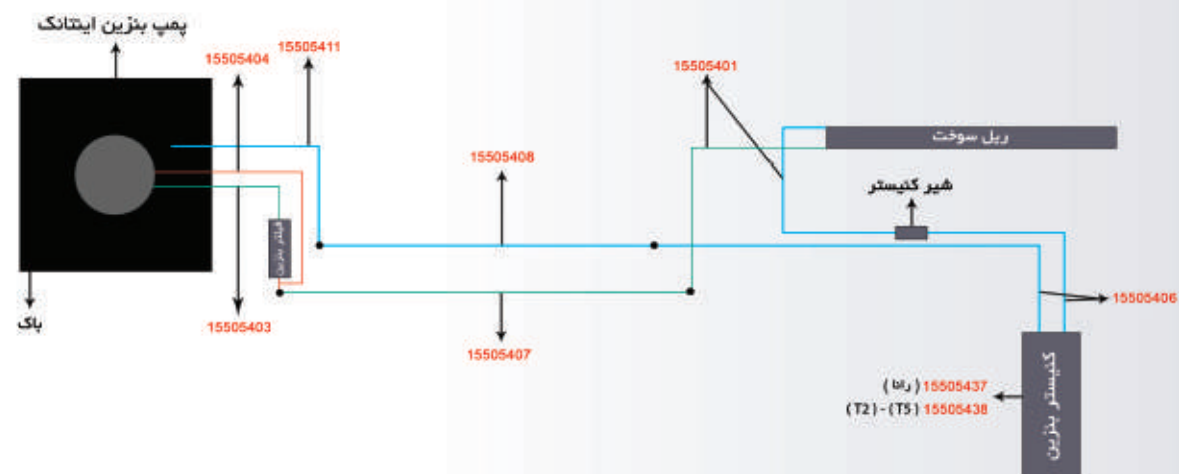 پمپ بنزین اینتانک
15505404
15505411
15505401
ریل سوخت
15505408
شیر کنیستر
فیلتر بنزین
15505406
باک
15505403
15505407
کنیستر بنزین
15505437 (رانا)
15505438 (T2) - (T5)